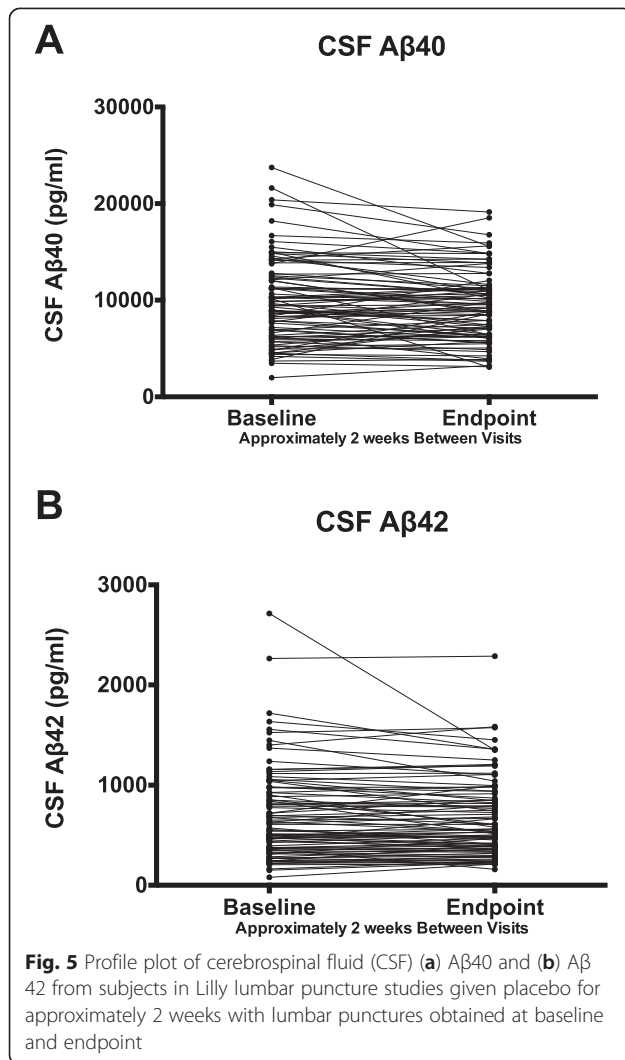 A
CSF Aβ40
30000
20000
10000
0
CSF Aβ40 (pg/ml)
Baseline
Endpoint
Approximately 2 weeks Between Visits
B
CSF Aβ42
3000
2000
1000
0
CSF Aβ42 (pg/ml)
Baseline
Endpoint
Approximately 2 weeks Between Visits
Fig. 5 Profile plot of cerebrospinal fluid (CSF) (a) Aβ40 and (b) Aβ
42 from subjects in Lilly lumbar puncture studies given placebo for
approximately 2 weeks with lumbar punctures obtained at baseline
and endpoint